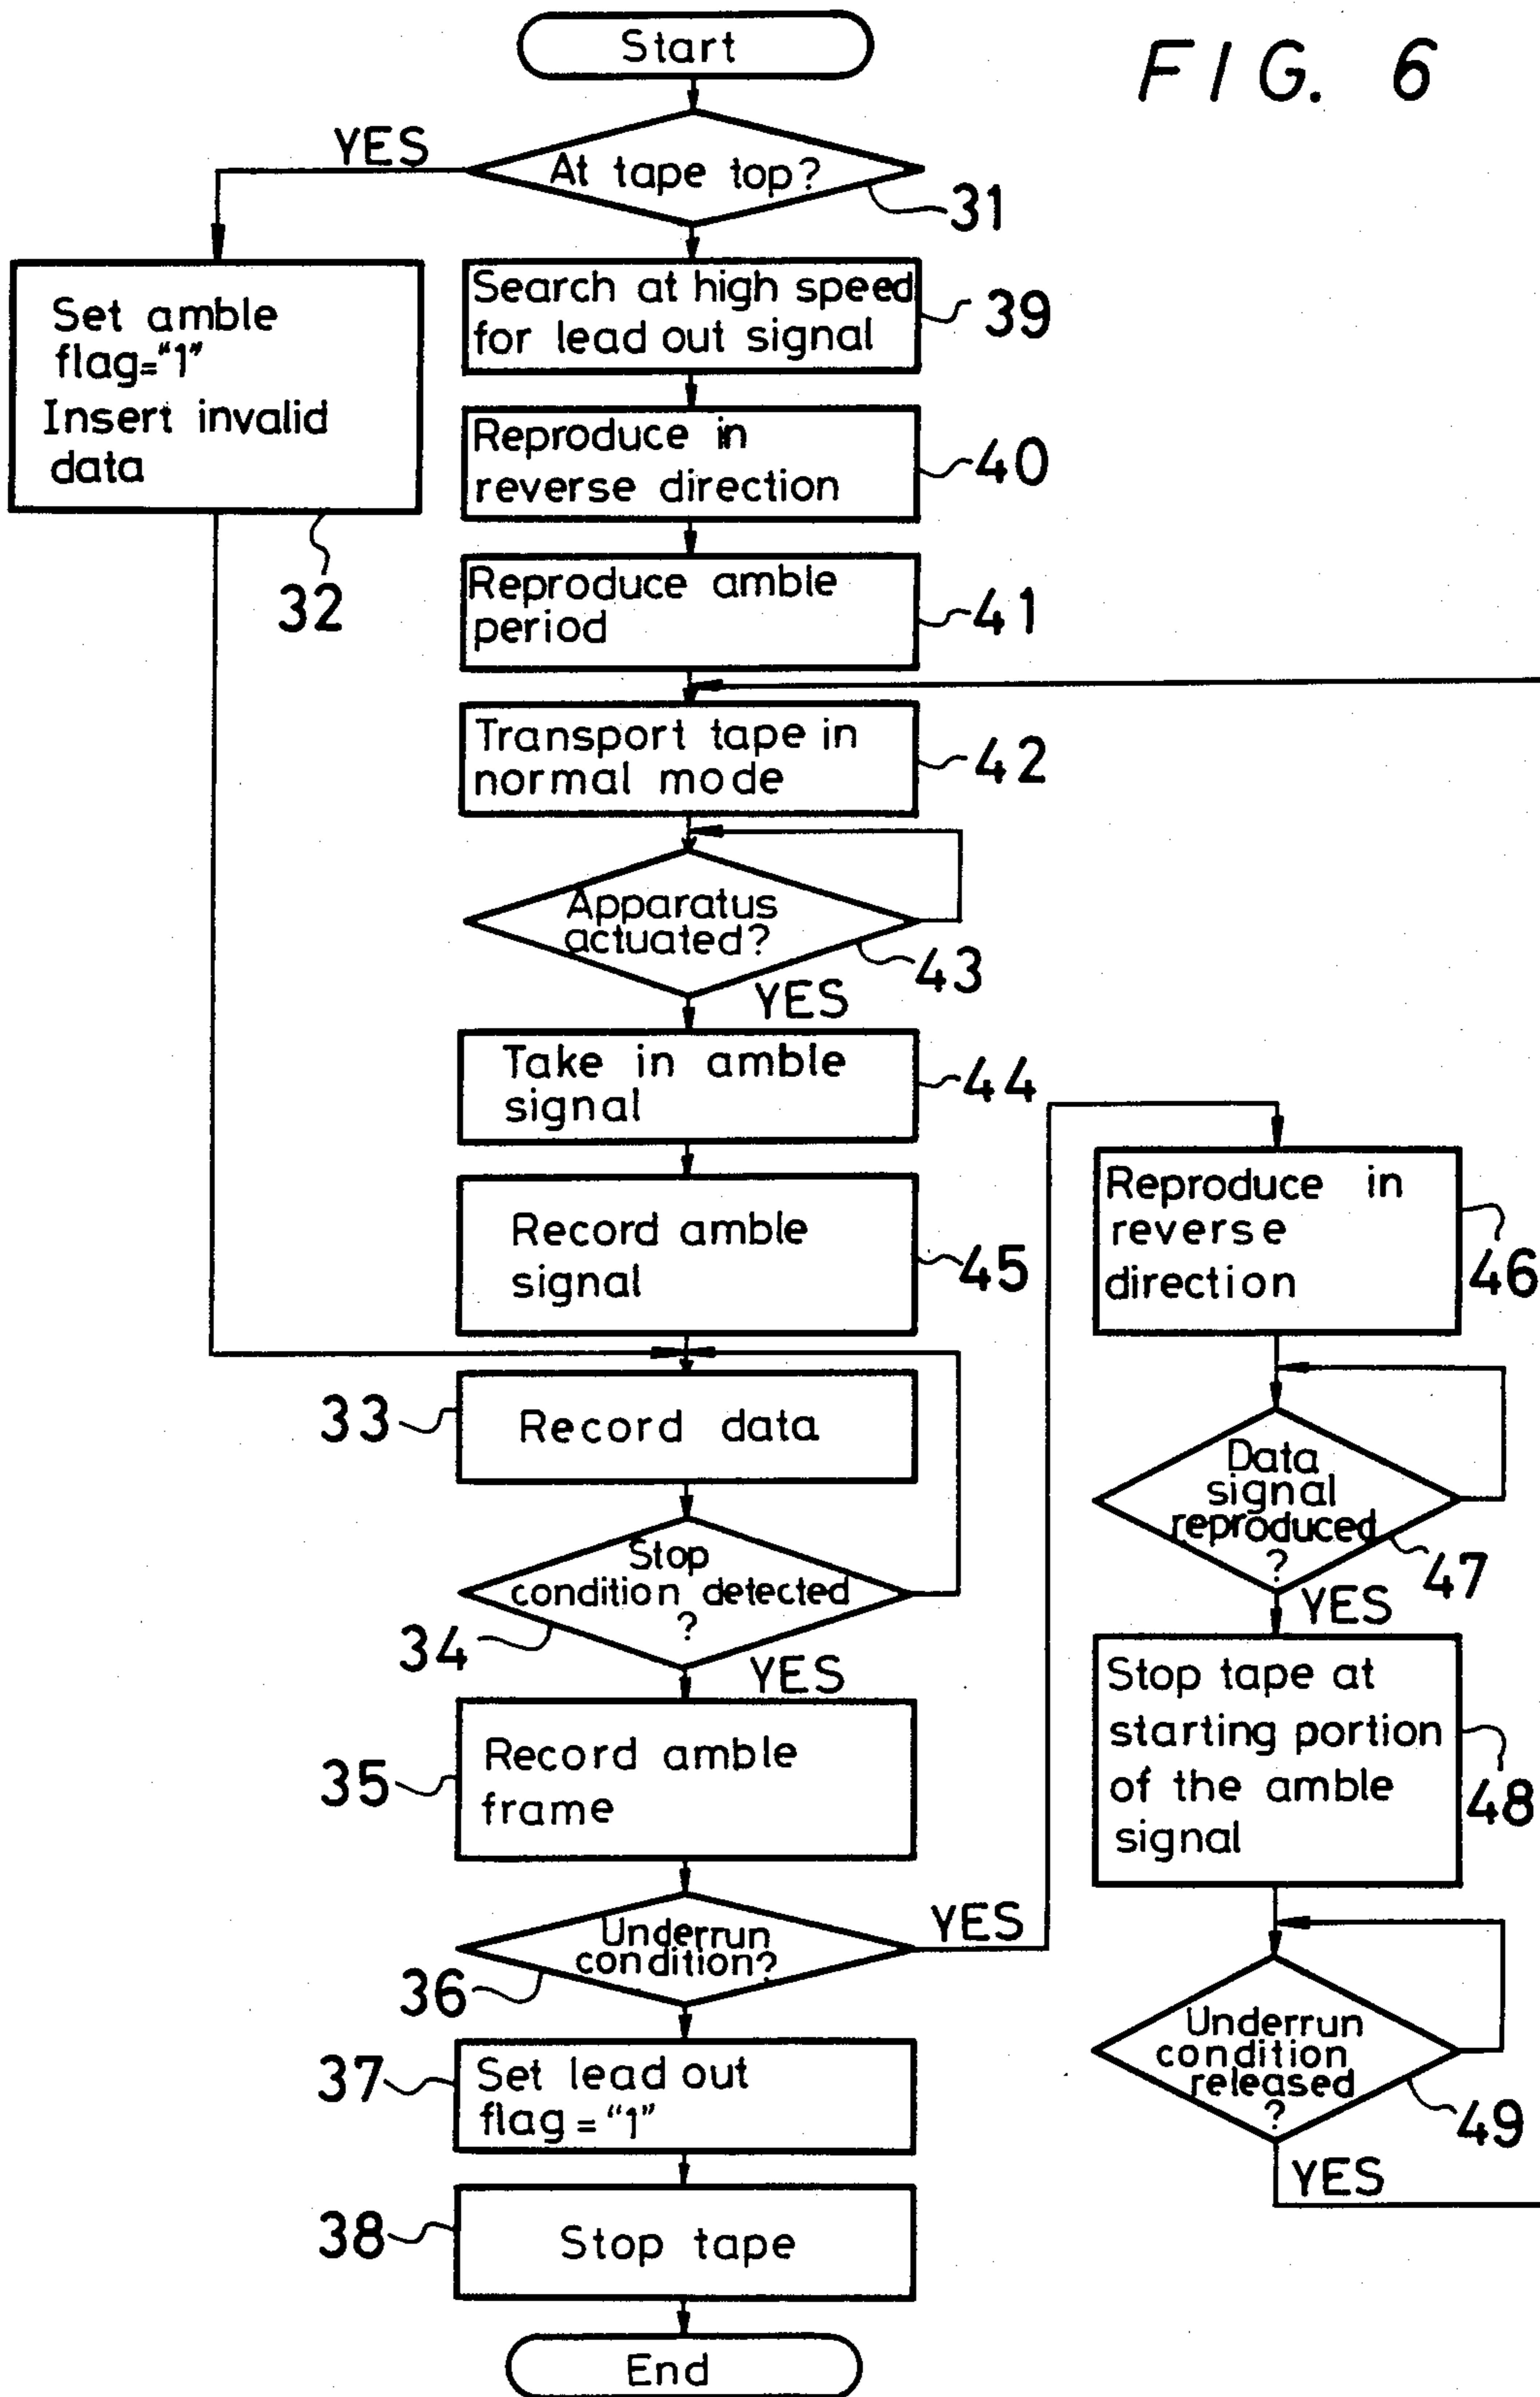 FIG. 6
Start
YES
At tape top?
31
Set amble
flag="1"
Insert invalid
data
32
Search at high speed
for lead out signal
39
Reproduce in
reverse direction
40
Reproduce amble
period
41
Transport tape in
normal mode
42
Apparatus
actuated?
43
YES
Take in amble
signal
44
Record amble
signal
45
33
Record data
Stop
condition detected
?
34
YES
35
Record amble
frame
Underrun
condition?
36
YES
37
Set lead out
flag = "1"
38
Stop tape
End
Reproduce in
reverse
direction
46
Data
signal
reproduced
?
47
YES
Stop tape at
starting portion
of the amble
signal
48
Underrun
condition
released
?
49
YES